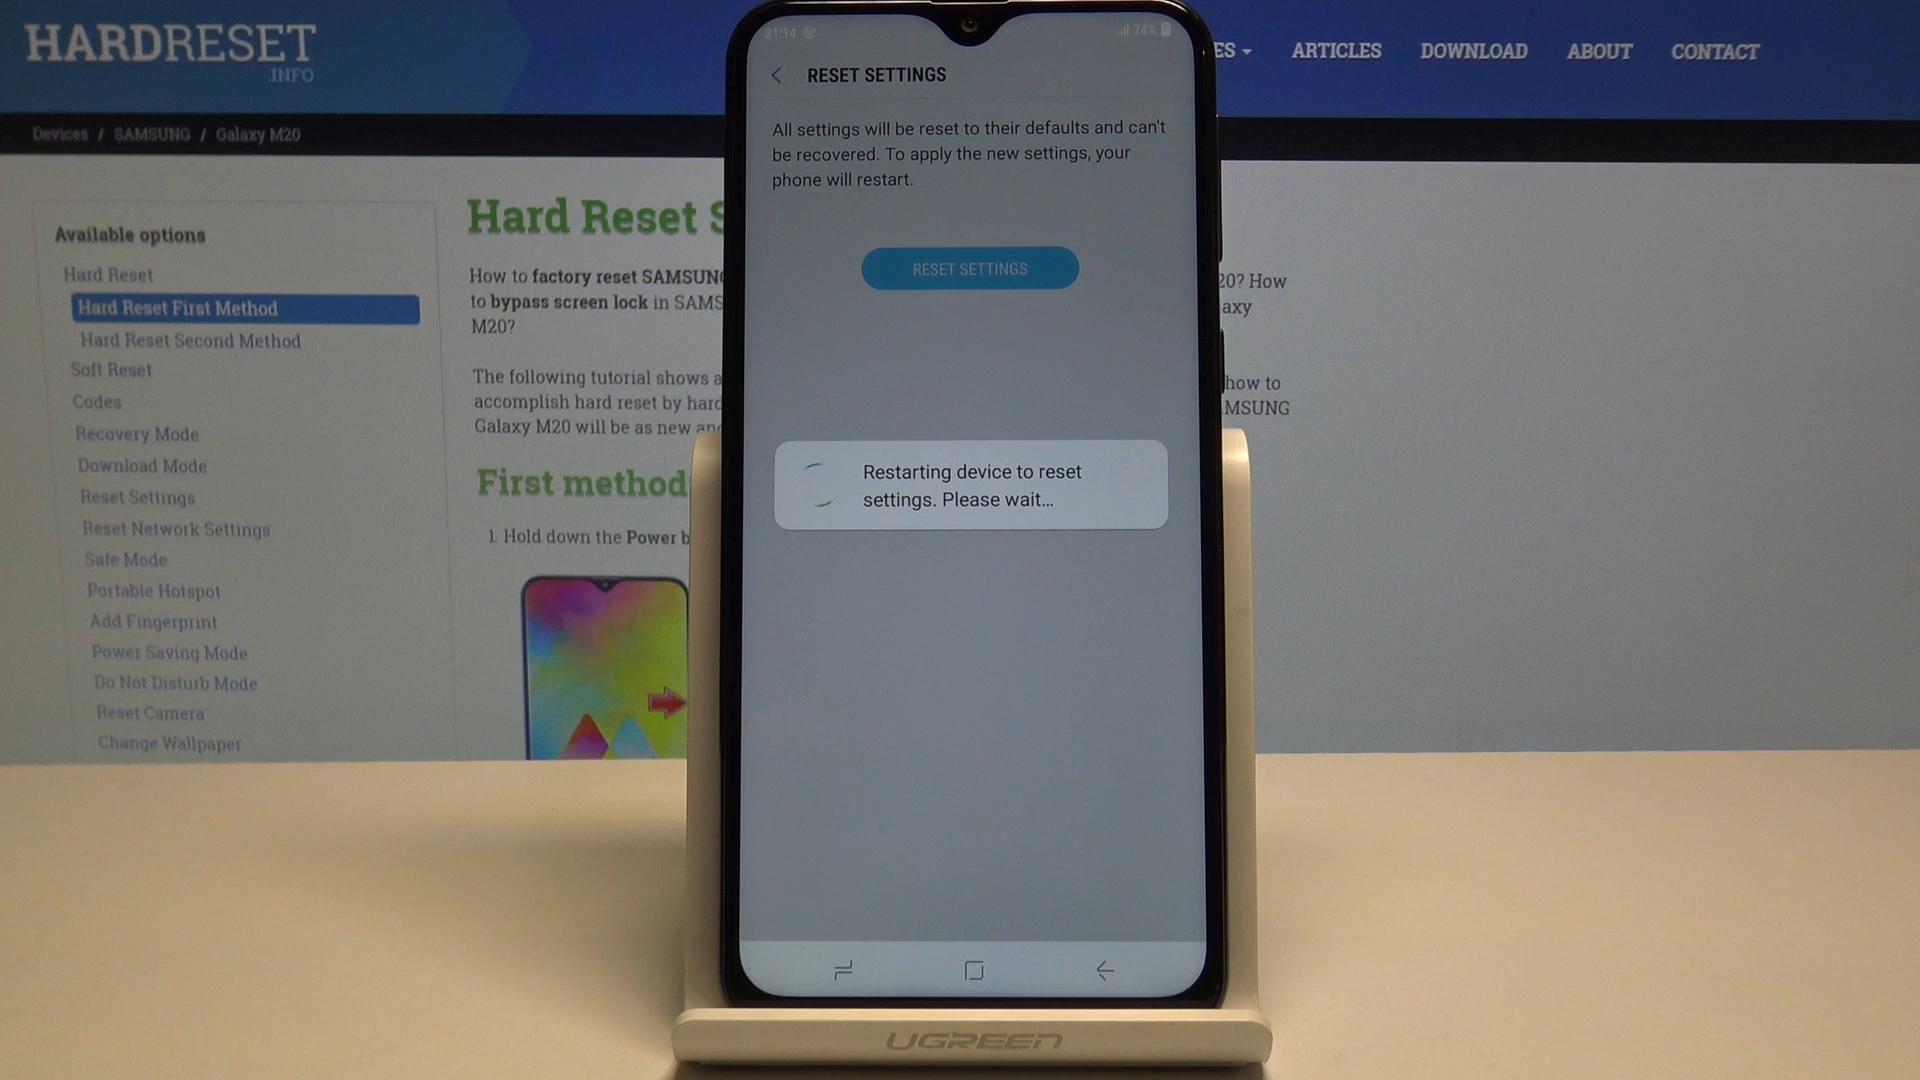 HARDRESET
.INFO
ES
ARTICLES
DOWNLOAD
ABOUT
CONTACT
Devices / SAMSUNG / Galaxy M20
Available options
Hard Reset
Hard Reset First Method
Hard Reset Second Method
Soft Reset
Codes
Recovery Mode
Download Mode
Reset Settings
Reset Network Settings
Safe Mode
Portable Hotspot
Add Fingerprint
Power Saving Mode
Do Not Disturb Mode
Reset Camera
Change Wallpaper
Hard Reset S
How to factory reset SAMSUN
20? How
to bypass screen lock in SAMS
axy
M20?
The following tutorial shows a
how to
accomplish hard reset by hard
MSUNG
Galaxy M20 will be as new and
First method
1. Hold down the Power b
21:14
74%
RESET SETTINGS
All settings will be reset to their defaults and can't
be recovered. To apply the new settings, your
phone will restart.
RESET SETTINGS
Restarting device to reset
settings. Please wait...
UGREEN